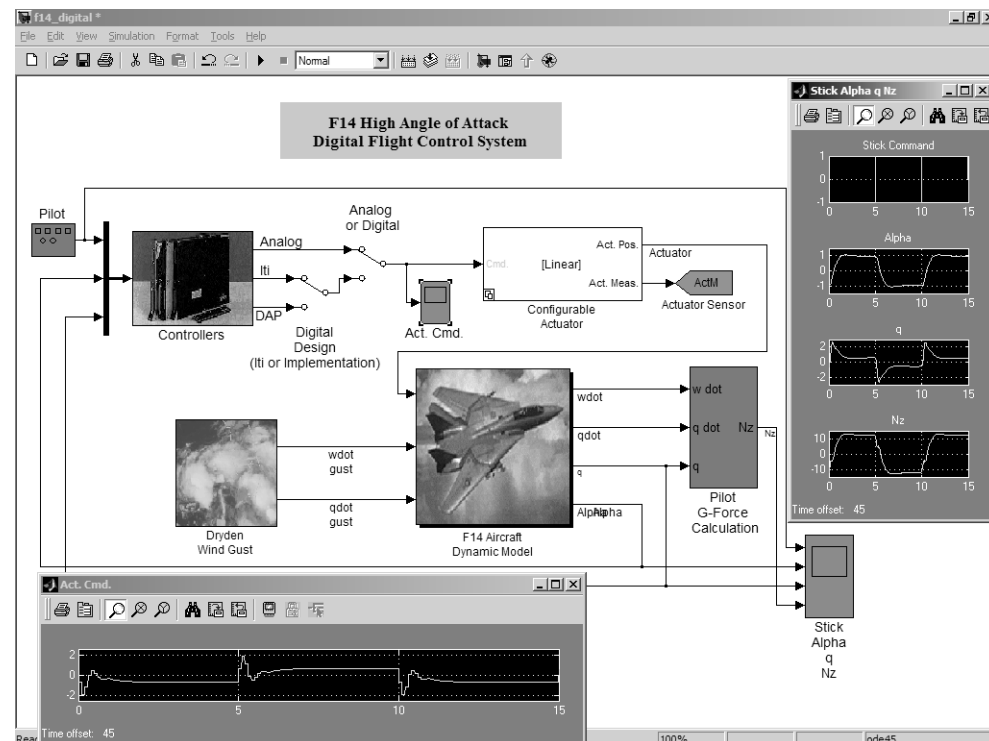 f14_digital *
File Edit View Simulation Format Tools Help
Normal
F14 High Angle of Attack
Digital Flight Control System
Pilot
Controllers
Analog
lti
DAP
Analog
or Digital
Digital
Design
(lti or Implementation)
Act. Cmd.
Cmd.
[Linear]
Act. Pos.
Act. Meas.
Configurable
Actuator
Actuator
ActM
Actuator Sensor
Dryden
Wind Gust
wdot
gust
qdot
gust
F14 Aircraft
Dynamic Model
wdot
qdot
q
Alpha
Alpha
w dot
q dot
q
Nz
Nz
Pilot
G-Force
Calculation
Stick
Alpha
q
Nz
Stick Alpha q Nz
Stick Command
1
0
-1
0 5 10 15
Alpha
1
0
-1
0 5 10 15
q
2
0
-2
0 5 10 15
Nz
10
0
-10
0 5 10 15
Time offset: 45
Act. Cmd.
2
0
-2
0 5 10 15
Time offset: 45
100%
ode45